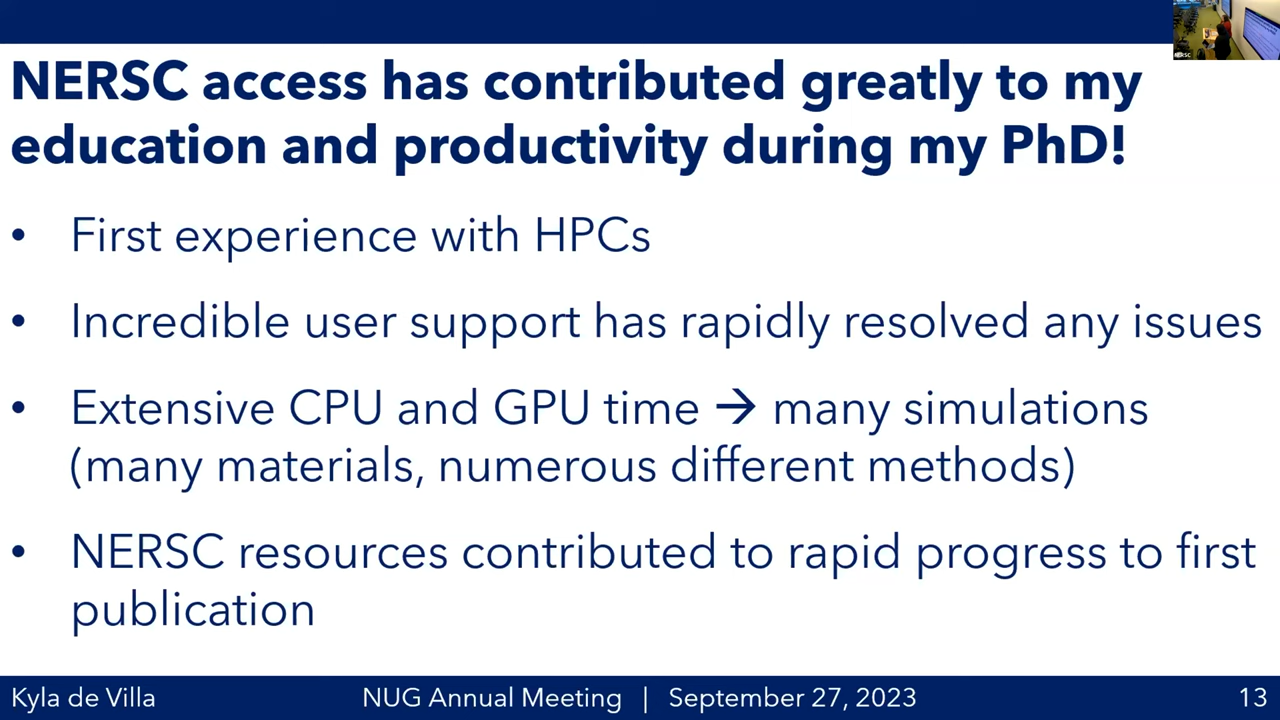 NERSC access has contributed greatly to my
education and productivity during my PhD!
• First experience with HPCs
• Incredible user support has rapidly resolved any issues
• Extensive CPU and GPU time → many simulations
(many materials, numerous different methods)
• NERSC resources contributed to rapid progress to first
publication
Kyla de Villa NUG Annual Meeting | September 27, 2023 13